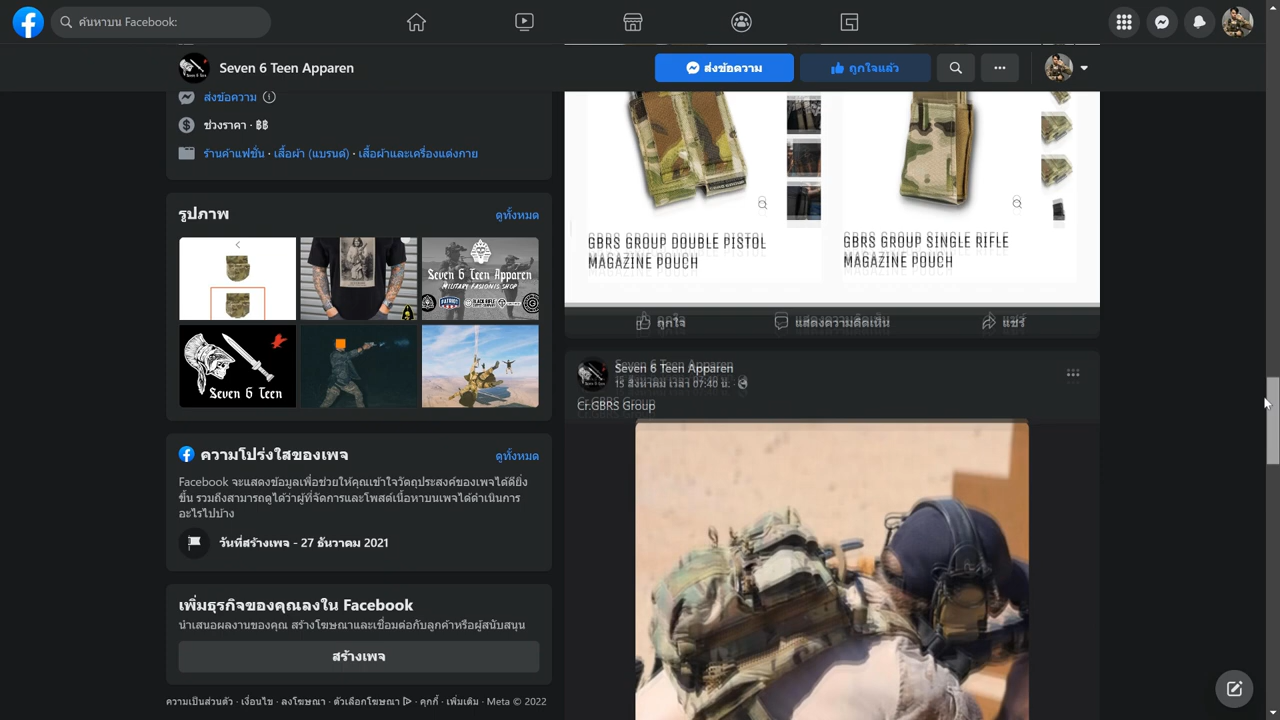 ค้นหาบน Facebook:
Seven 6 Teen Apparen
ส่งข้อความ
ถูกใจแล้ว
ส่งข้อความ
ช่วงราคา · ฿฿
ร้านค้าแฟชั่น · เสื้อผ้า (แบรนด์) · เสื้อผ้าและเครื่องแต่งกาย
รูปภาพ
ดูทั้งหมด
Seven 6 Teen Apparen
Seven 6 Teen
ความโปร่งใสของเพจ
ดูทั้งหมด
Facebook จะแสดงข้อมูลเพื่อช่วยให้คุณเข้าใจวัตถุประสงค์ของเพจได้ดียิ่ง
ขึ้น รวมถึงสามารถดูได้ว่าผู้ที่จัดการและโพสต์เนื้อหาบนเพจได้ดำเนินการ
อะไรไปบ้าง
วันที่สร้างเพจ - 27 ธันวาคม 2021
เพิ่มธุรกิจของคุณลงใน Facebook
นำเสนอผลงานของคุณ สร้างโฆษณาและเชื่อมต่อกับลูกค้าหรือผู้สนับสนุน
สร้างเพจ
ความเป็นส่วนตัว · เงื่อนไข · ลงโฆษณา · ตัวเลือกโฆษณา · คุกกี้ · เพิ่มเติม · Meta © 2022
GBRS GROUP DOUBLE PISTOL
MAGAZINE POUCH
GBRS GROUP SINGLE RIFLE
MAGAZINE POUCH
ถูกใจ
แสดงความคิดเห็น
แชร์
Seven 6 Teen Apparen
15 สิงหาคม เวลา 07:40 น. ·
Cr.GBRS Group